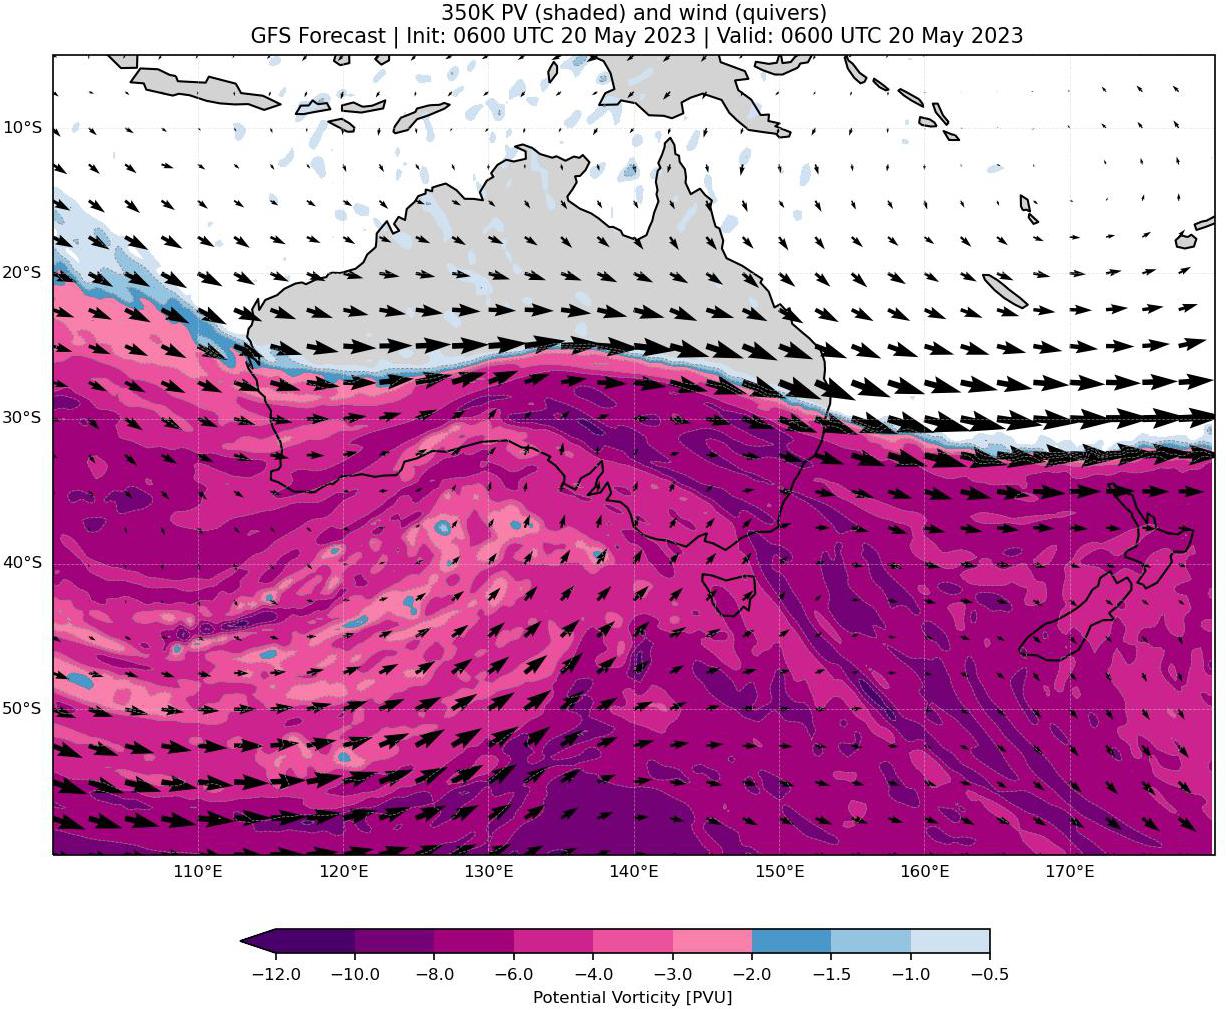 350K PV (shaded) and wind (quivers)
GFS Forecast | Init: 0600 UTC 20 May 2023 | Valid: 0600 UTC 20 May 2023
10°S
20°S
30°S
40°S
50°S
110°E 120°E 130°E 140°E 150°E 160°E 170°E
−12.0 −10.0 −8.0 −6.0 −4.0 −3.0 −2.0 −1.5 −1.0 −0.5
Potential Vorticity [PVU]